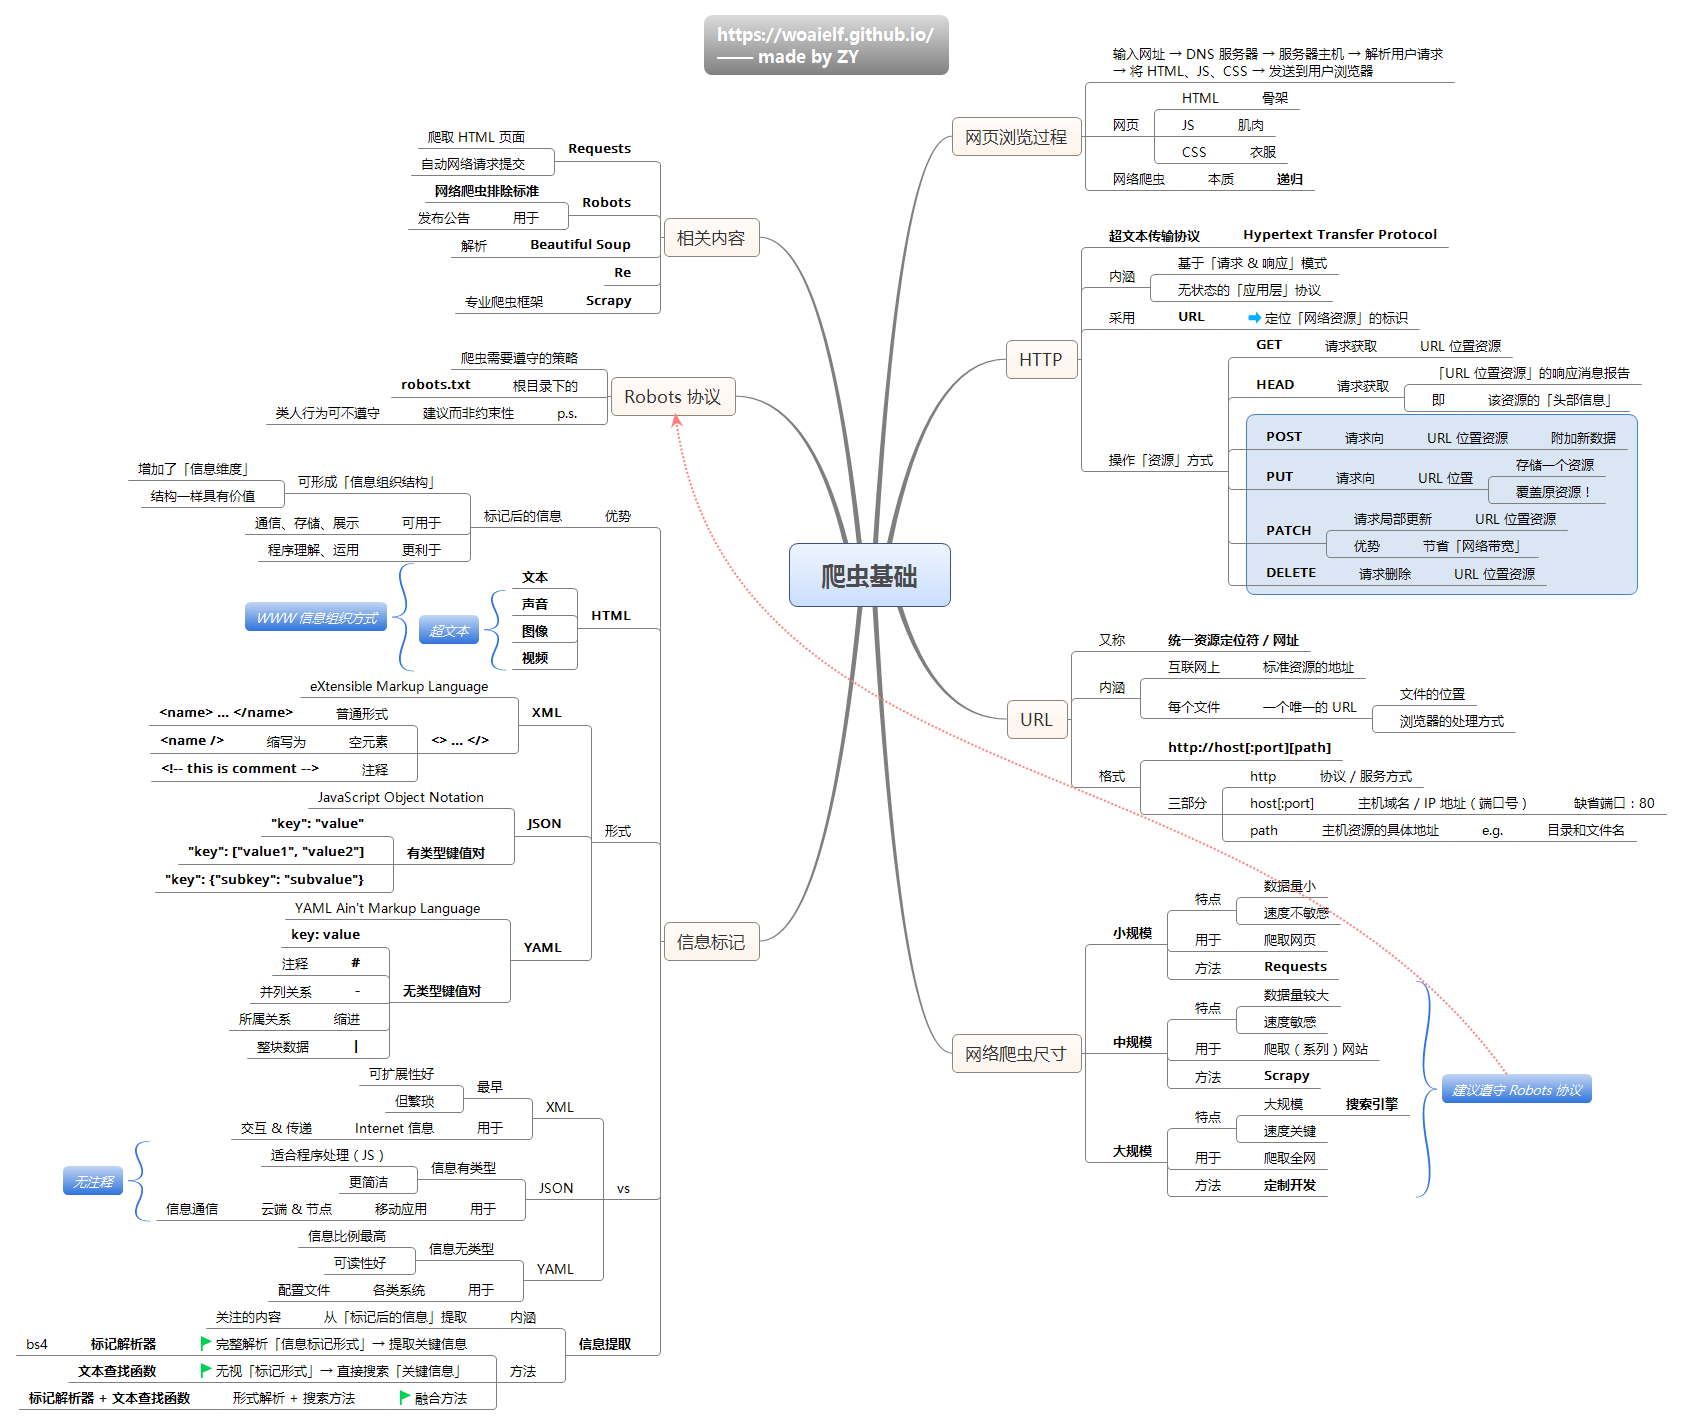 https://woaielf.github.io/
—— made by ZY
爬虫基础
网页浏览过程
输入网址 → DNS 服务器 → 服务器主机 → 解析用户请求
→ 将 HTML、JS、CSS → 发送到用户浏览器
网页
HTML 骨架
JS 肌肉
CSS 衣服
网络爬虫 本质 递归
HTTP
超文本传输协议 Hypertext Transfer Protocol
内涵
基于「请求 & 响应」模式
无状态的「应用层」协议
采用 URL 定位「网络资源」的标识
操作「资源」方式
GET 请求获取 URL 位置资源
HEAD 请求获取
「URL 位置资源」的响应消息报告
即 该资源的「头部信息」
POST 请求向 URL 位置资源 附加新数据
PUT 请求向 URL 位置
存储一个资源
覆盖原资源！
PATCH
请求局部更新 URL 位置资源
优势 节省「网络带宽」
DELETE 请求删除 URL 位置资源
URL
又称 统一资源定位符 / 网址
内涵
互联网上 标准资源的地址
每个文件 一个唯一的 URL
文件的位置
浏览器的处理方式
格式
http://host[:port][path]
三部分
http 协议 / 服务方式
host[:port] 主机域名 / IP 地址（端口号） 缺省端口：80
path 主机资源的具体地址 e.g. 目录和文件名
网络爬虫尺寸
小规模
特点
数据量小
速度不敏感
用于 爬取网页
方法 Requests
中规模
特点
数据量较大
速度敏感
用于 爬取（系列）网站
方法 Scrapy
大规模
特点
大规模 搜索引擎
速度关键
用于 爬取全网
方法 定制开发
建议遵守 Robots 协议
相关内容
爬取 HTML 页面
自动网络请求提交
Requests
网络爬虫排除标准
发布公告 用于
Robots
解析 Beautiful Soup
Re
专业爬虫框架 Scrapy
Robots 协议
爬虫需要遵守的策略
robots.txt 根目录下的
类人行为可不遵守 建议而非约束性 p.s.
信息标记
增加了「信息维度」
结构一样具有价值
可形成「信息组织结构」
通信、存储、展示 可用于
程序理解、运用 更利于
标记后的信息 优势
WWW 信息组织方式
超文本
文本
声音
图像
视频
HTML
eXtensible Markup Language
<name> ... </name> 普通形式
<name /> 缩写为 空元素
<!-- this is comment --> 注释
<> ... </>
XML
JavaScript Object Notation
"key": "value"
"key": ["value1", "value2"]
"key": {"subkey": "subvalue"}
有类型键值对
JSON
形式
YAML Ain't Markup Language
key: value
注释 #
并列关系 -
所属关系 缩进
整块数据 |
无类型键值对
YAML
可扩展性好
但繁琐
最早
交互 & 传递 Internet 信息 用于
XML
适合程序处理（JS）
更简洁
信息有类型
信息通信 云端 & 节点 移动应用 用于
JSON
无注释
vs
信息比例最高
可读性好
信息无类型
配置文件 各类系统 用于
YAML
关注的内容 从「标记后的信息」提取 内涵
bs4 标记解析器 完整解析「信息标记形式」→ 提取关键信息
文本查找函数 无视「标记形式」→ 直接搜索「关键信息」
标记解析器 + 文本查找函数 形式解析 + 搜索方法 融合方法
方法
信息提取